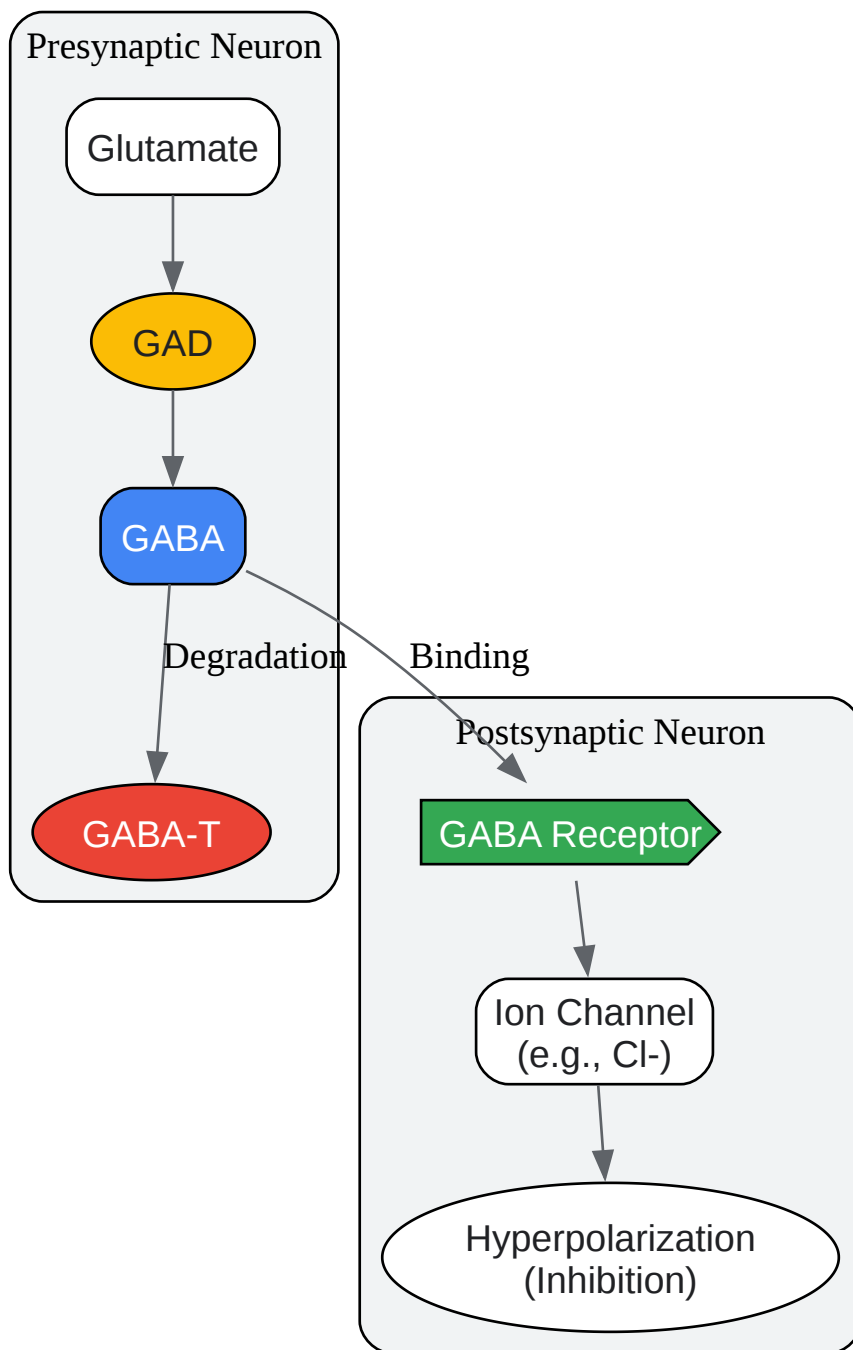 Presynaptic Neuron
Glutamate
GAD
GABA
Degradation
Binding
GABA-T
Postsynaptic Neuron
GABA Receptor
Ion Channel
(e.g., Cl-)
Hyperpolarization
(Inhibition)